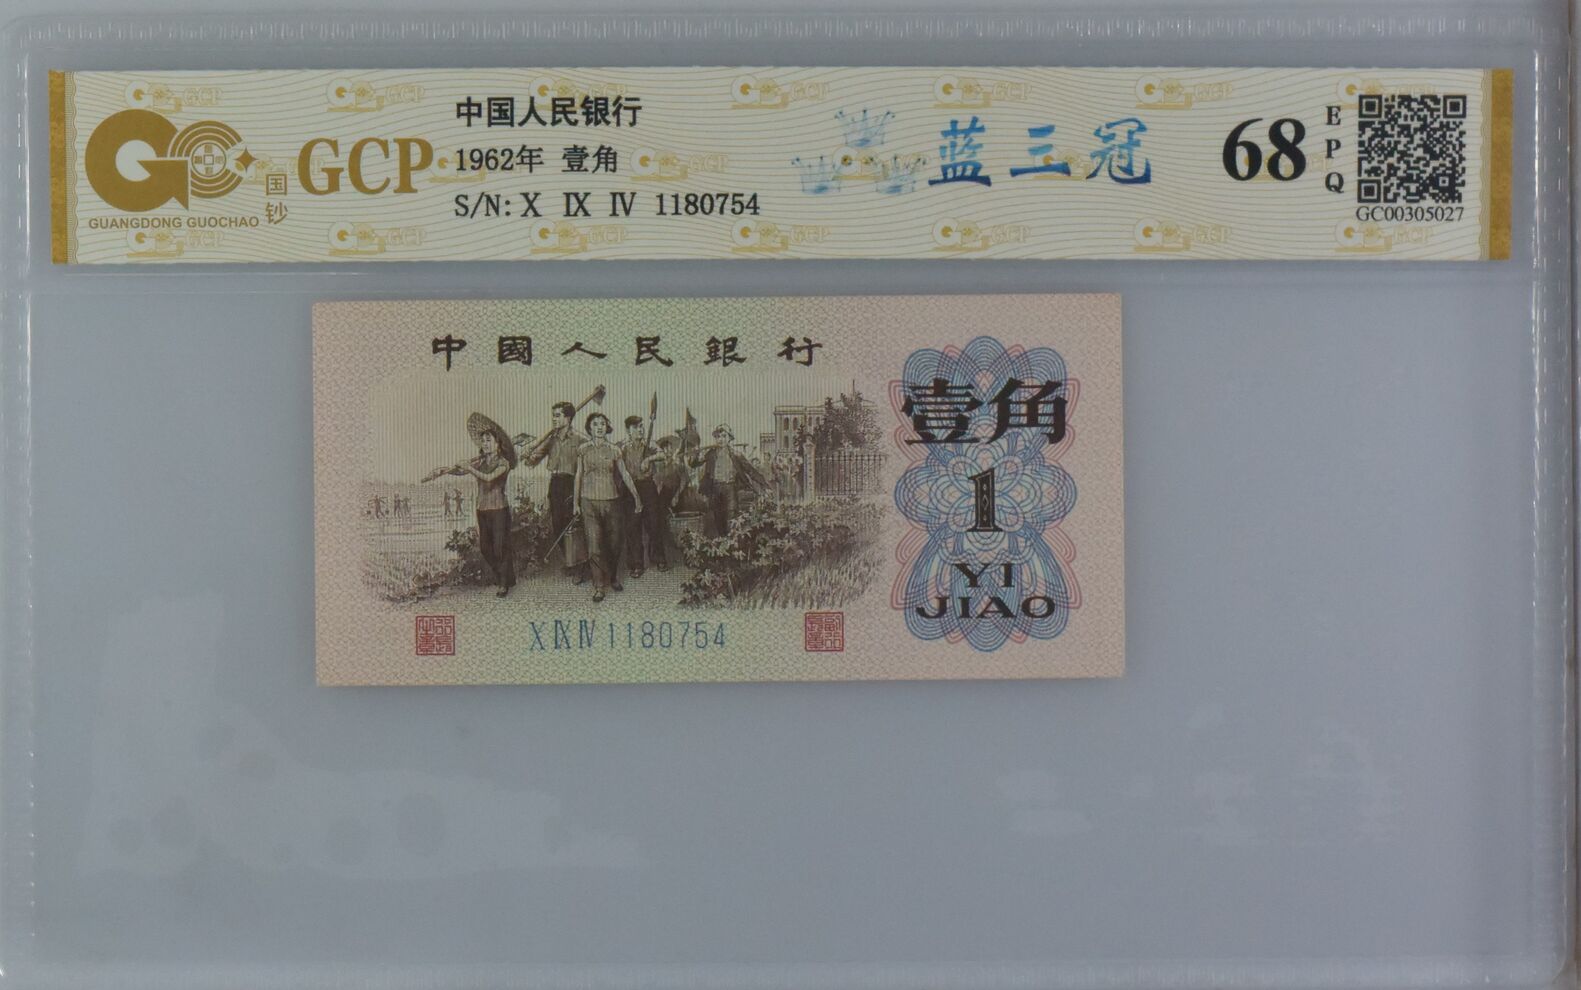 GCP
国钞
GUANGDONG GUOCHAO
中国人民银行
1962年 壹角
S/N: X IX IV 1180754
蓝三冠
68
EPQ
GC00305027
中國人民銀行
壹角
1
YI
JIAO
X IX IV 1180754